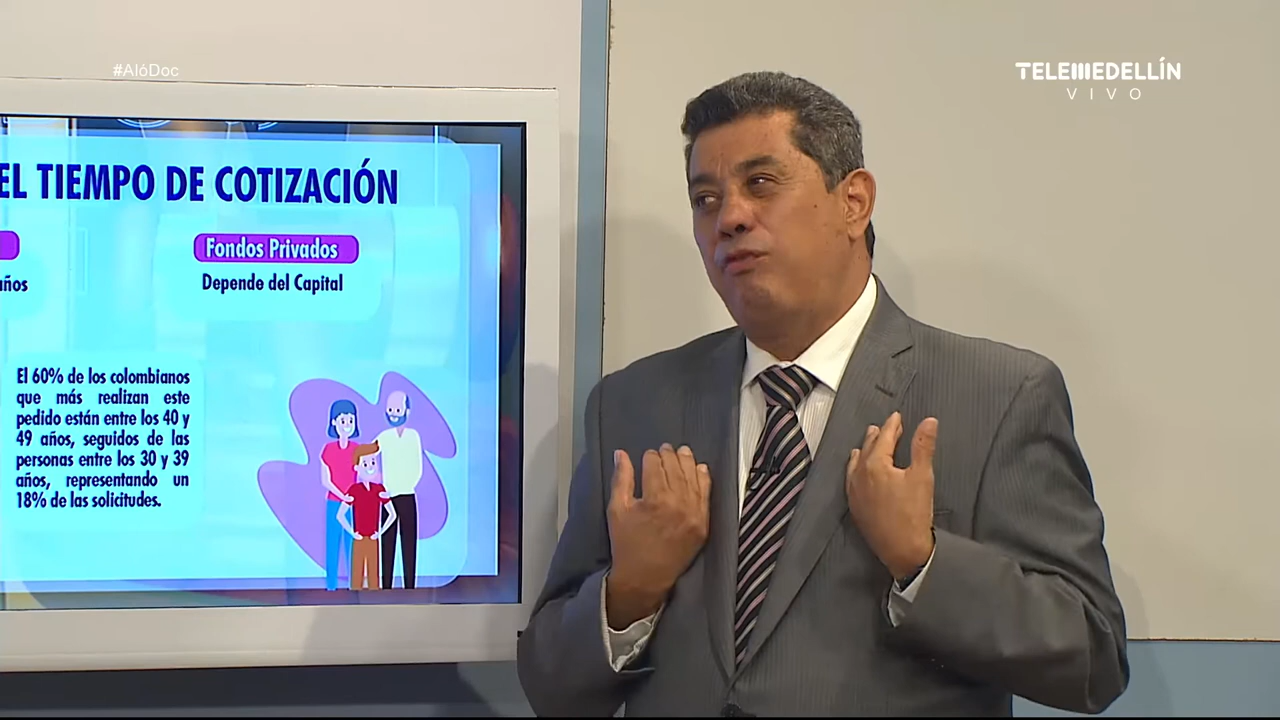 #AlóDoc
TELEMEDELLÍN
VIVO
EL TIEMPO DE COTIZACIÓN
Fondos Privados
años
Depende del Capital
El 60% de los colombianos
que más realizan este
pedido están entre los 40 y
49 años, seguidos de las
personas entre los 30 y 39
años, representando un
18% de las solicitudes.